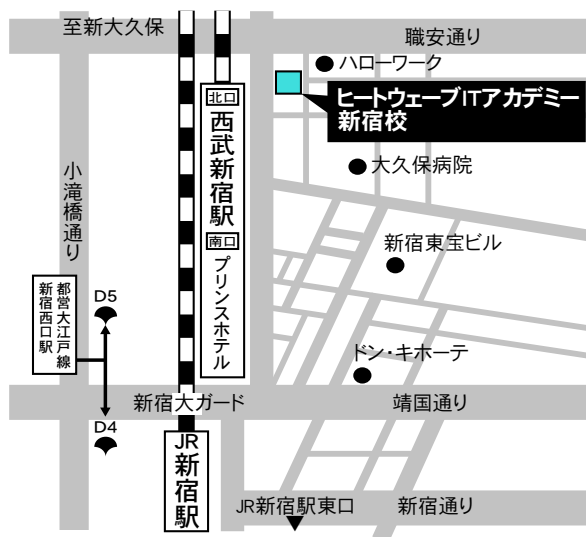 至新大久保
職安通り
ハローワーク
ヒートウェーブITアカデミー
新宿校
北口
西武新宿駅
南口
プリンスホテル
大久保病院
小滝橋通り
新宿東宝ビル
都営大江戸線
新宿西口駅
D5
ドン・キホーテ
新宿大ガード
靖国通り
D4
JR新宿駅
JR新宿駅東口
新宿通り